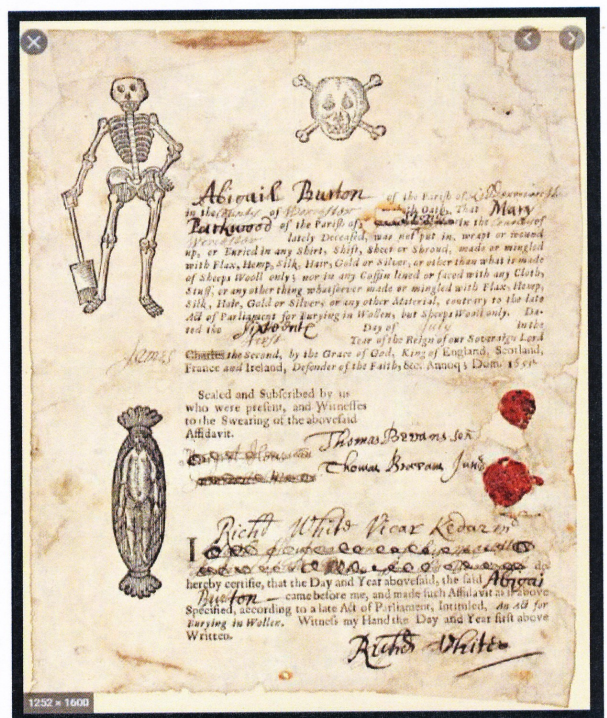 Abigail Burton of the Parish of
in the County of Worcester Oath, That Mary
Parkwood of the Parish of in the
Worcester lately Deceased, was not put in, wrapt or wound
up, or Buried in any Shirt, Shift, Sheet or Shroud, made or mingled
with Flax, Hemp, Silk, Hair, Gold or Silver, or other than what is made
of Sheeps Wooll only; nor in any Coffin lined or faced with any Cloth,
Stuff, or any other thing whatsoever made or mingled with Flax, Hemp,
Silk, Hair, Gold or Silver, or any other Material, contrary to the late
Act of Parliament for Burying in Wollen, but Sheeps Wooll only. Da-
ted the Day of July in the
first Year of the Reign of our Sovereign Lord
James
Charles the Second, by the Grace of God, King of England, Scotland,
France and Ireland, Defender of the Faith, &c. Annoq; Dom.
Sealed and Subscribed by us
who were present, and Witnesses
to the Swearing of the abovesaid
Affidavit.
Thomas Bevans
Thomas
Richd White Vicar
I
do
hereby certifie, that the Day and Year abovesaid, the said Abigai
Burton came before me, and made such Affidavit as is above
Specified, according to a late Act of Parliament, Intituled, An Act for
Burying in Wollen. Witness my Hand the Day and Year first above
Written.
Richd White
1252 × 1600